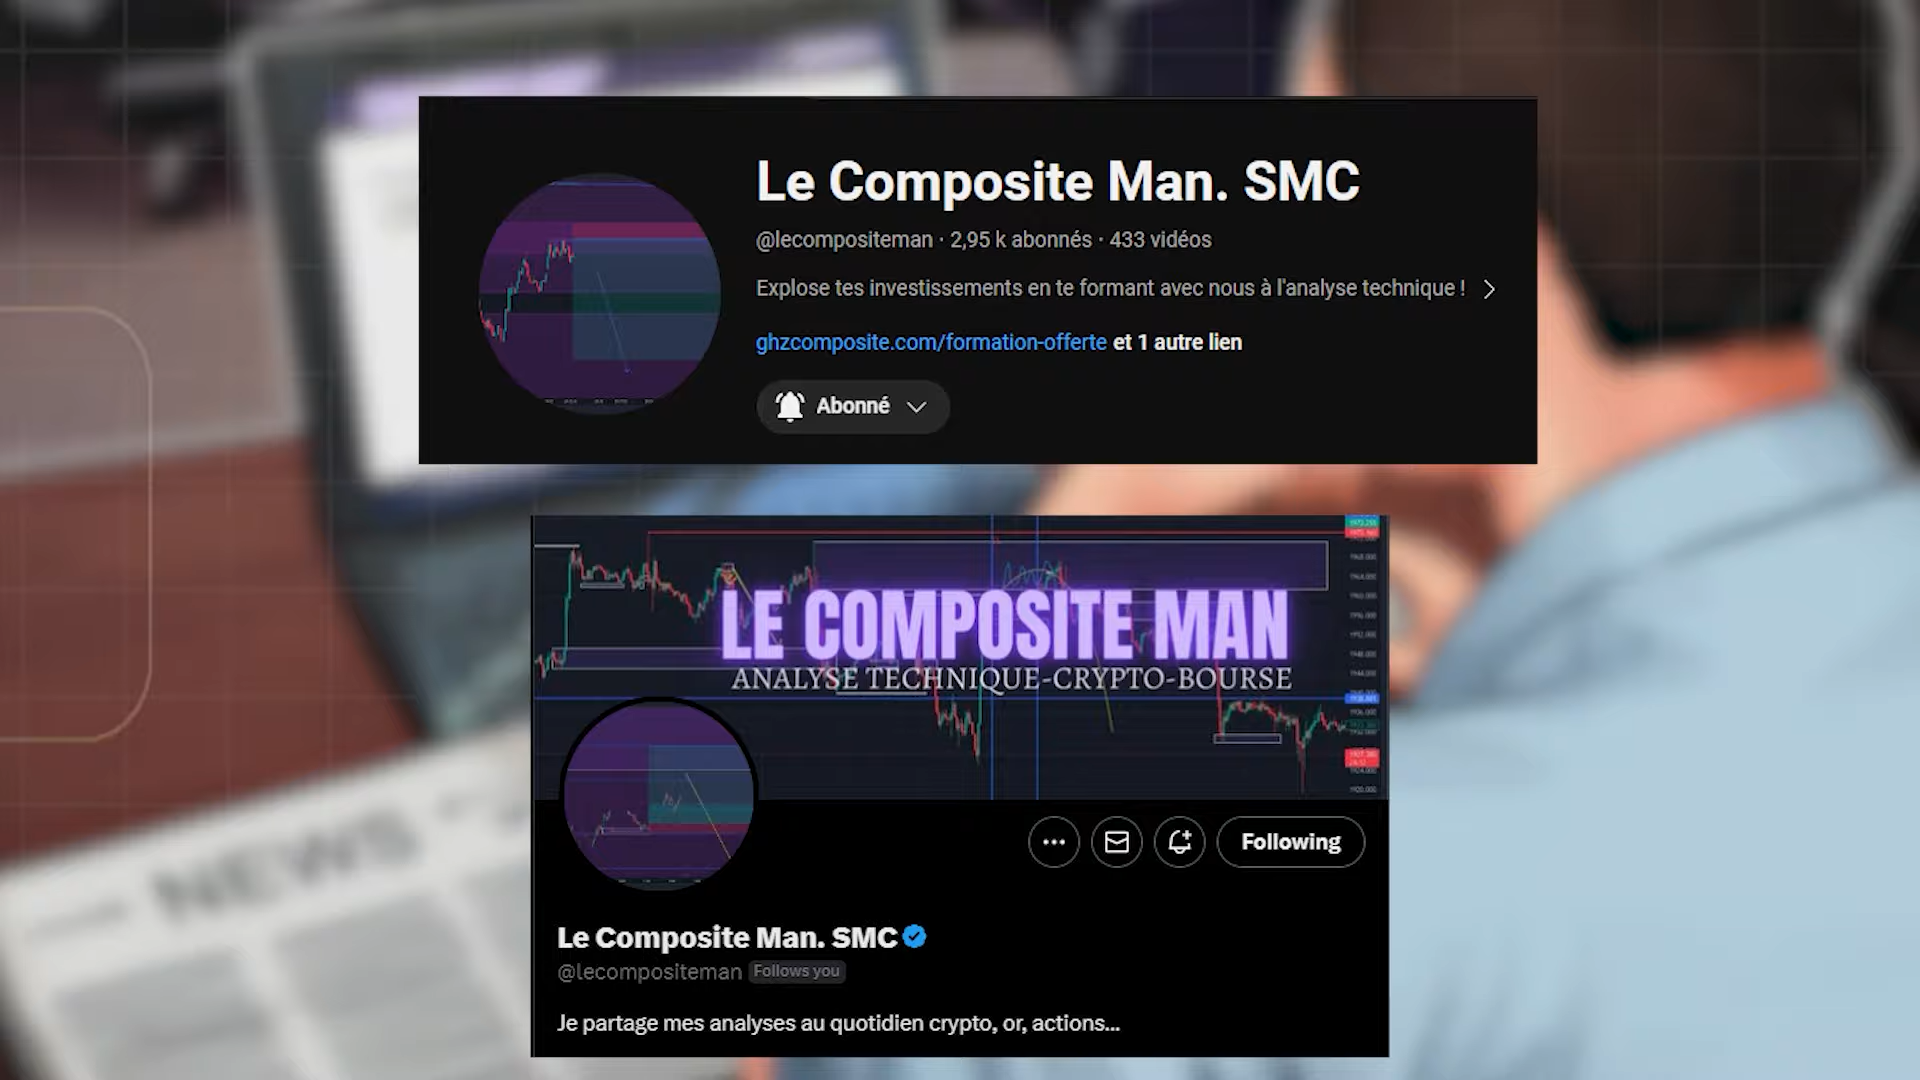 Le Composite Man. SMC
@lecompositeman · 2,95 k abonnés · 433 vidéos
Explose tes investissements en te formant avec nous à l'analyse technique !
ghzcomposite.com/formation-offerte et 1 autre lien
Abonné
LE COMPOSITE MAN
ANALYSE TECHNIQUE-CRYPTO-BOURSE
Following
Le Composite Man. SMC
@lecompositeman Follows you
Je partage mes analyses au quotidien crypto, or, actions...
NEWS